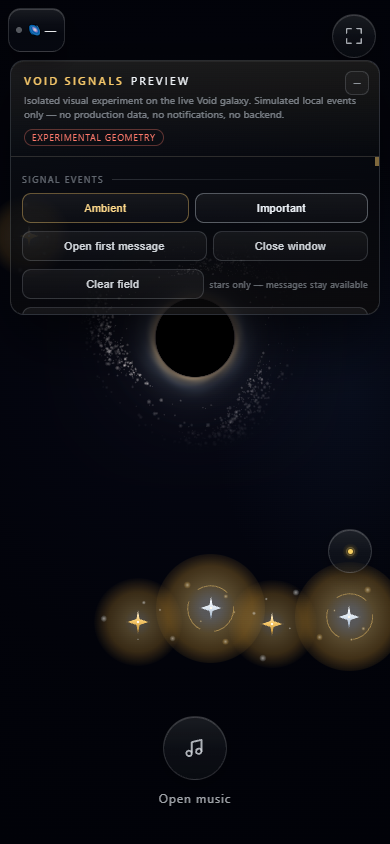 —
VOID SIGNALS PREVIEW
–
Isolated visual experiment on the live Void galaxy. Simulated local events
only — no production data, no notifications, no backend.
EXPERIMENTAL GEOMETRY
SIGNAL EVENTS
Ambient
Important
Open first message
Close window
Clear field
stars only — messages stay available
Open music